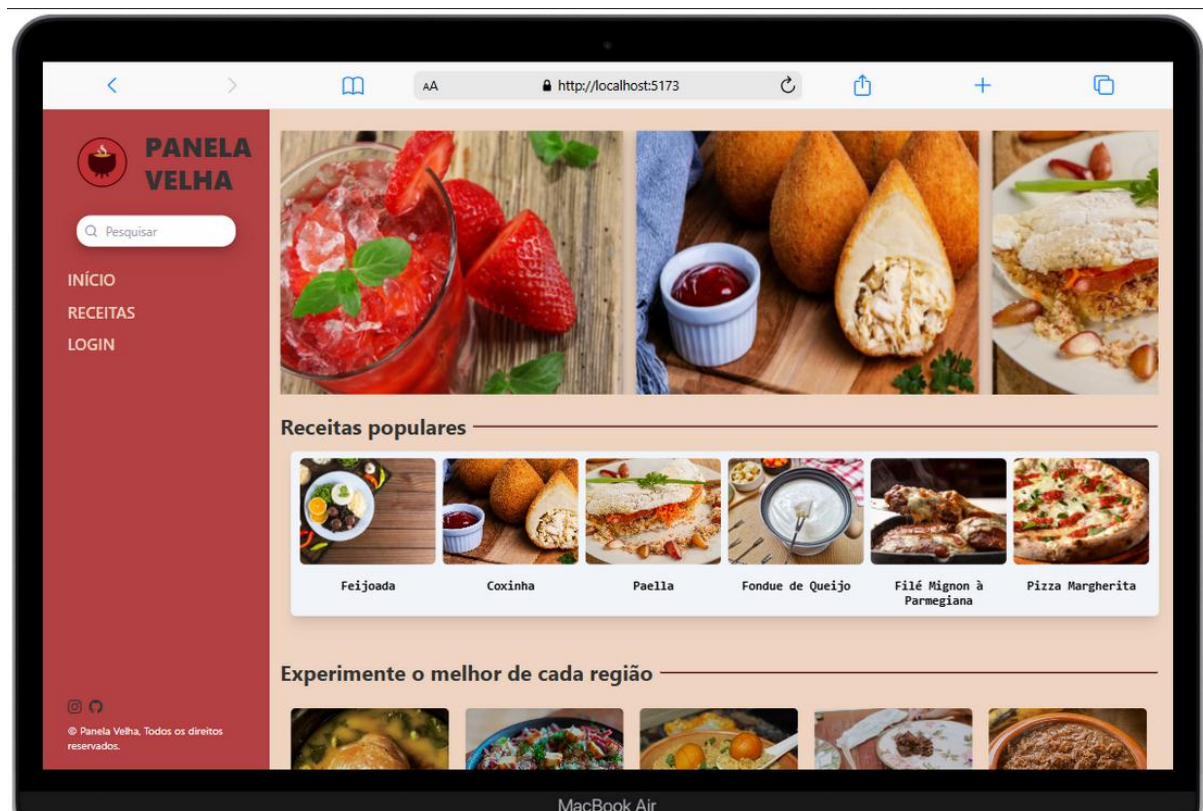 AA
http://localhost:5173
PANELA
VELHA
Pesquisar
INÍCIO
RECEITAS
LOGIN
Receitas populares
Feijoada
Coxinha
Paella
Fondue de Queijo
Filé Mignon à
Parmegiana
Pizza Margherita
Experimente o melhor de cada região
© Panela Velha, Todos os direitos
reservados.
MacBook Air